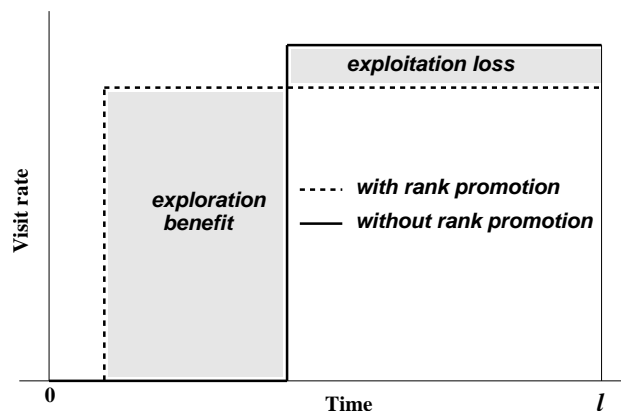 exploitation loss
exploration
benefit
with rank promotion
without rank promotion
Visit rate
0
Time
l